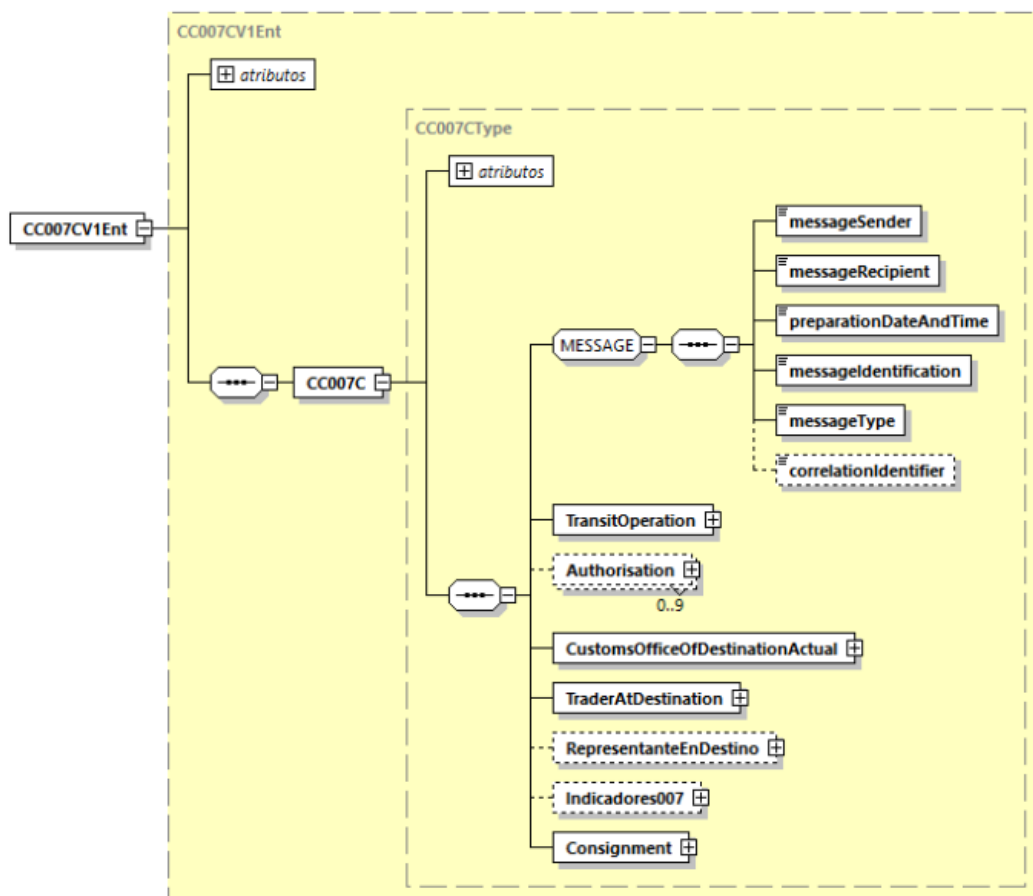 CC007CV1Ent
atributos
CC007CType
atributos
CC007CV1Ent
messageSender
messageRecipient
preparationDateAndTime
MESSAGE
messageIdentification
CC007C
messageType
correlationIdentifier
TransitOperation
Authorisation
0..9
CustomsOfficeOfDestinationActual
TraderAtDestination
RepresentanteEnDestino
Indicadores007
Consignment